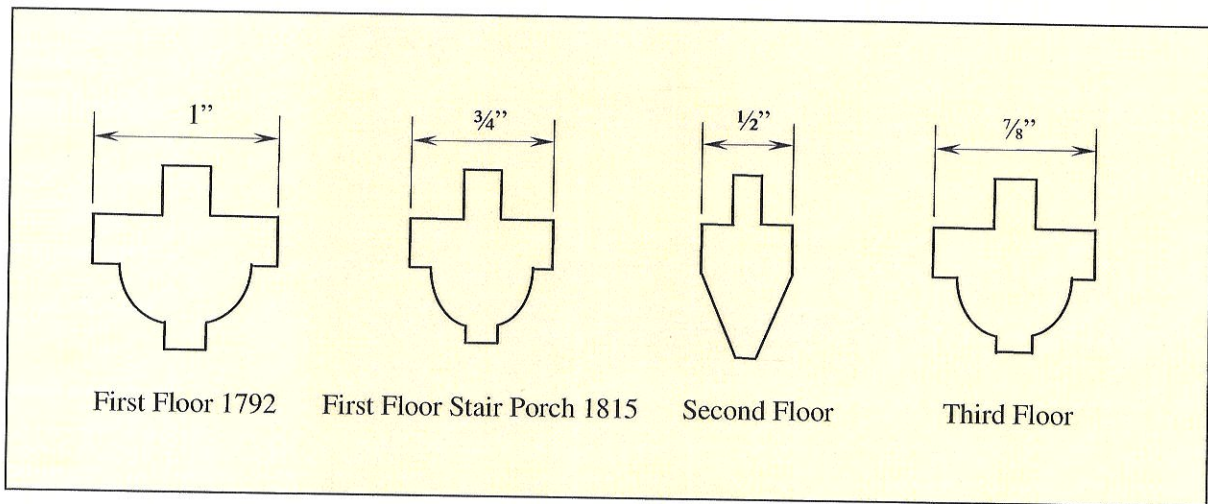 1”
¾”
½”
⅞”
First Floor 1792
First Floor Stair Porch 1815
Second Floor
Third Floor